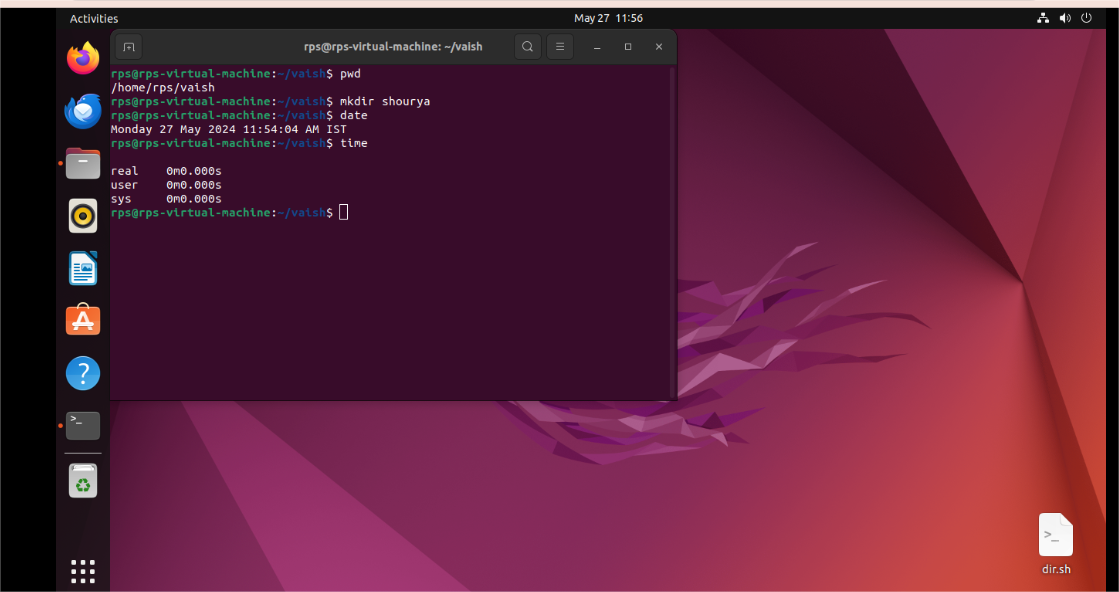 Activities
May 27 11:56
rps@rps-virtual-machine: ~/vaish
rps@rps-virtual-machine:~/vaish$ pwd
/home/rps/vaish
rps@rps-virtual-machine:~/vaish$ mkdir shourya
rps@rps-virtual-machine:~/vaish$ date
Monday 27 May 2024 11:54:04 AM IST
rps@rps-virtual-machine:~/vaish$ time
real 0m0.000s
user 0m0.000s
sys 0m0.000s
rps@rps-virtual-machine:~/vaish$
dir.sh